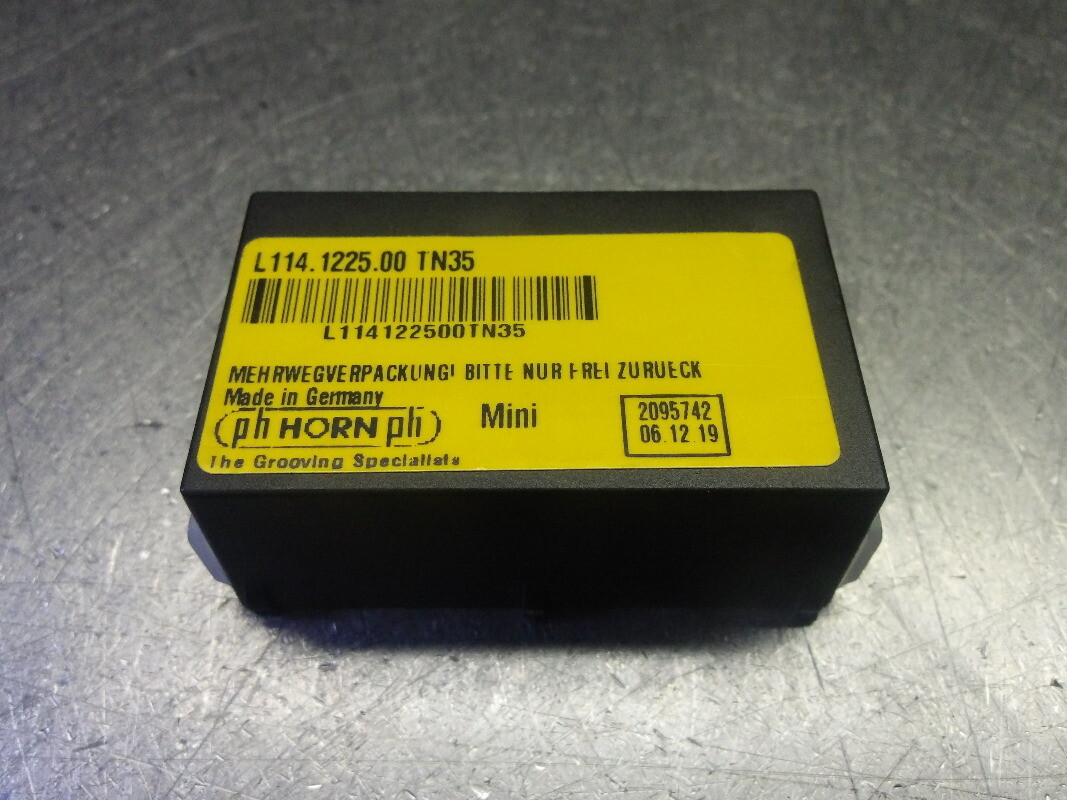 L114.1225.00 TN35
L114122500TN35
MEHRWEGVERPACKUNG! BITTE NUR FREI ZURUECK
Made in Germany
ph HORN ph
Mini
2095742
06.12.19
The Grooving Specialists